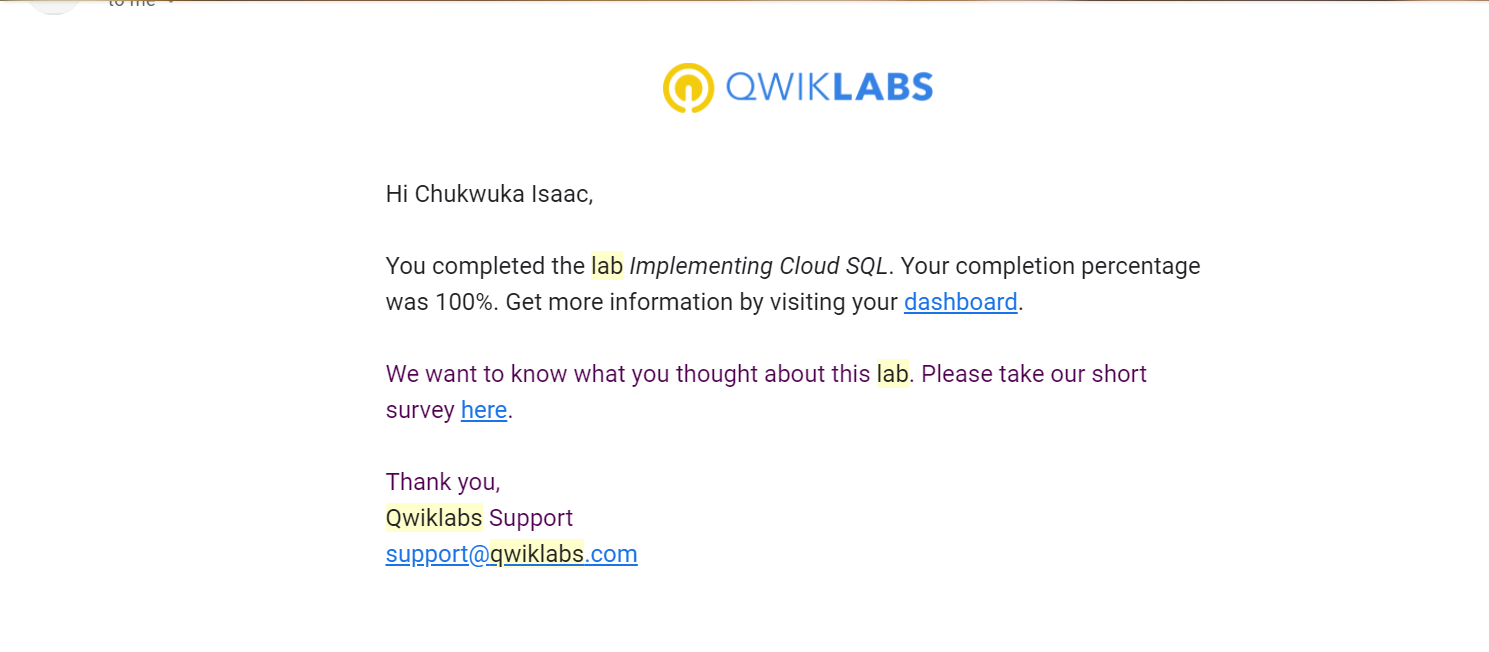 to me
QWIKLABS
Hi Chukwuka Isaac,
You completed the lab Implementing Cloud SQL. Your completion percentage
was 100%. Get more information by visiting your dashboard.
We want to know what you thought about this lab. Please take our short
survey here.
Thank you,
Qwiklabs Support
support@qwiklabs.com